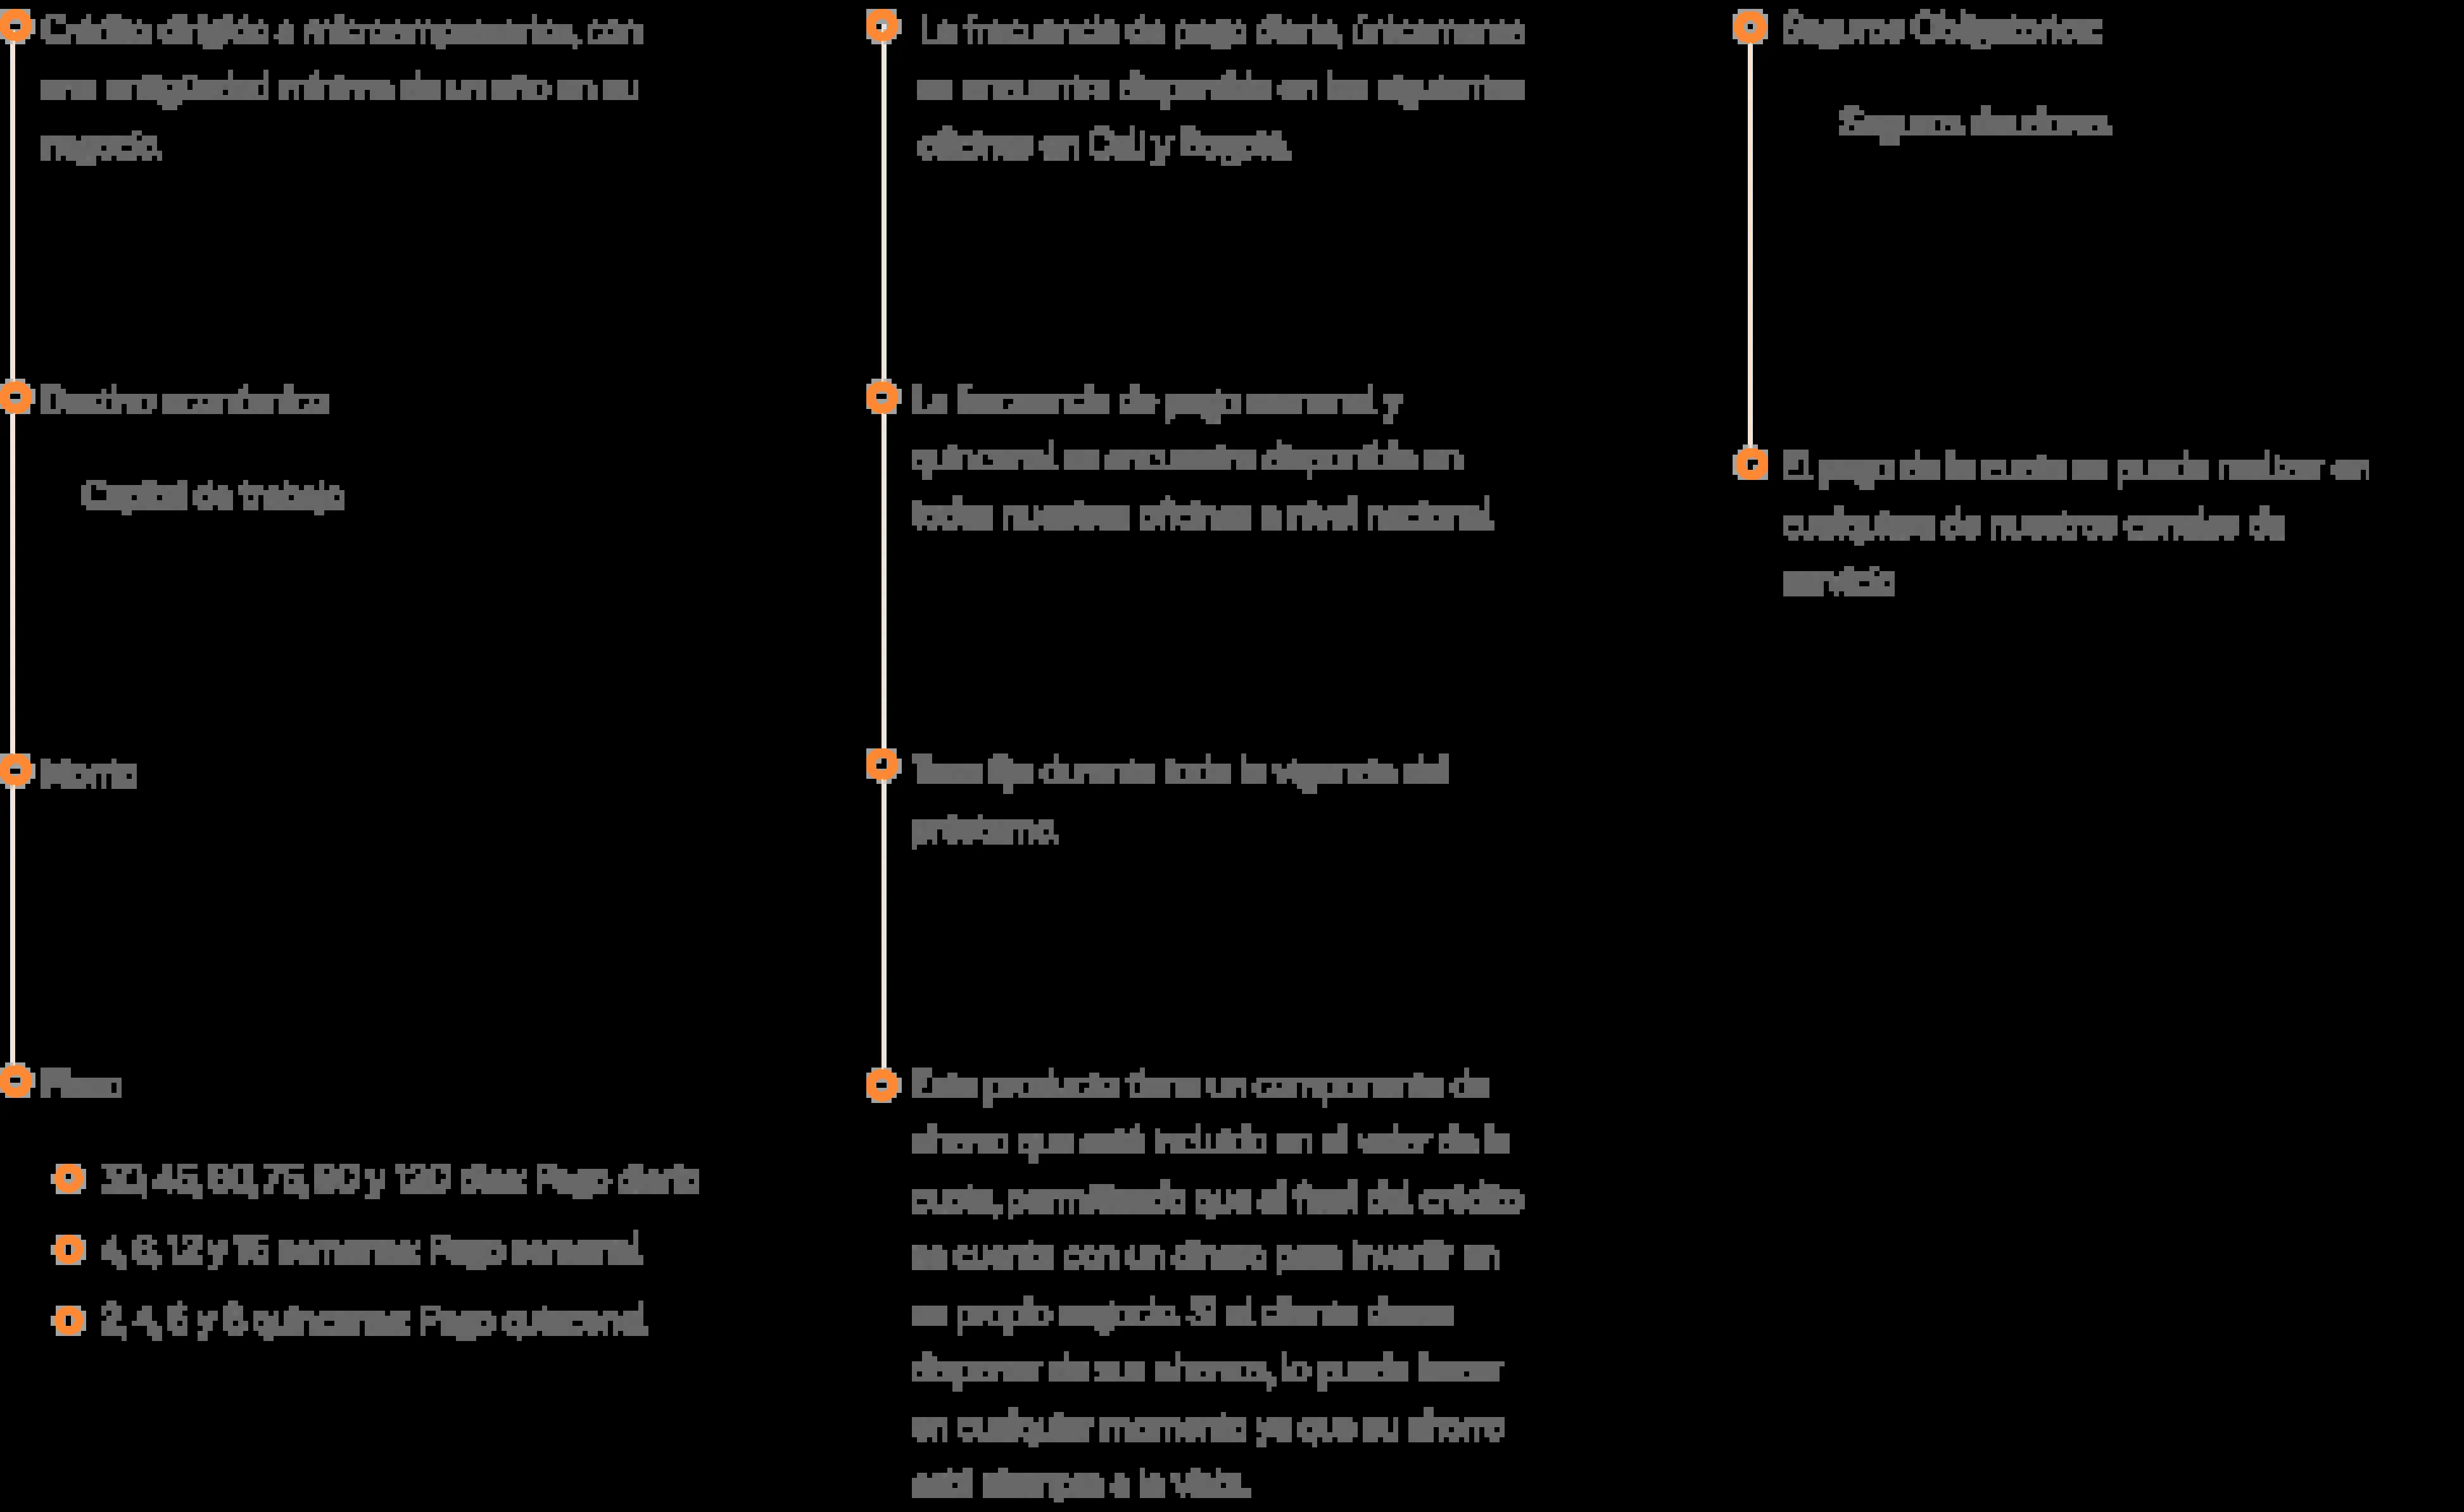 Crédito dirigido a microempresarios, con
una antigüedad mínima de un año en su
negocio.
Destino económico
Capital de trabajo
Monto
Plazo
30, 45, 60, 75, 90 y 120 días: Pago diario
4, 8, 12 y 16 semanas: Pago semanal.
2, 4, 6 y 8 quincenas: Pago quincenal.
La frecuencia de pago diaria, únicamente
se encuentra disponible en las siguientes
oficinas en Cali y Bogotá.
La frecuencia de pago semanal y
quincenal se encuentra disponible en
todas nuestras oficinas a nivel nacional.
Tasa fija durante toda la vigencia del
préstamo.
Este producto tiene un componente de
ahorro que está incluido en el valor de la
cuota, permitiendo que al final del crédito
se cuente con un dinero para invertir en
su propio negocio. Si el cliente desea
disponer de sus ahorros, lo puede hacer
en cualquier momento ya que su ahorro
está siempre a la vista.
Seguros Obligatorios:
Seguro deudores.
El pago de la cuota se puede realizar en
cualquiera de nuestros canales de
servicio